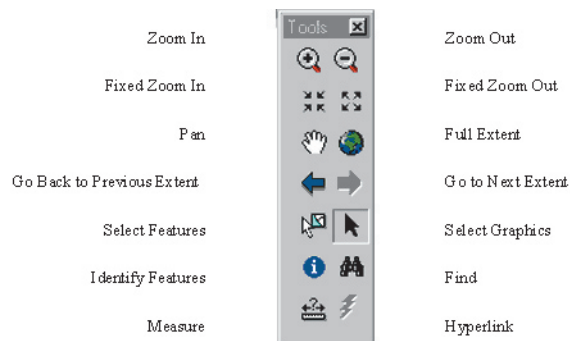 Tools
Zoom In
Zoom Out
Fixed Zoom In
Fixed Zoom Out
Pan
Full Extent
Go Back to Previous Extent
Go to Next Extent
Select Features
Select Graphics
Identify Features
Find
Measure
Hyperlink